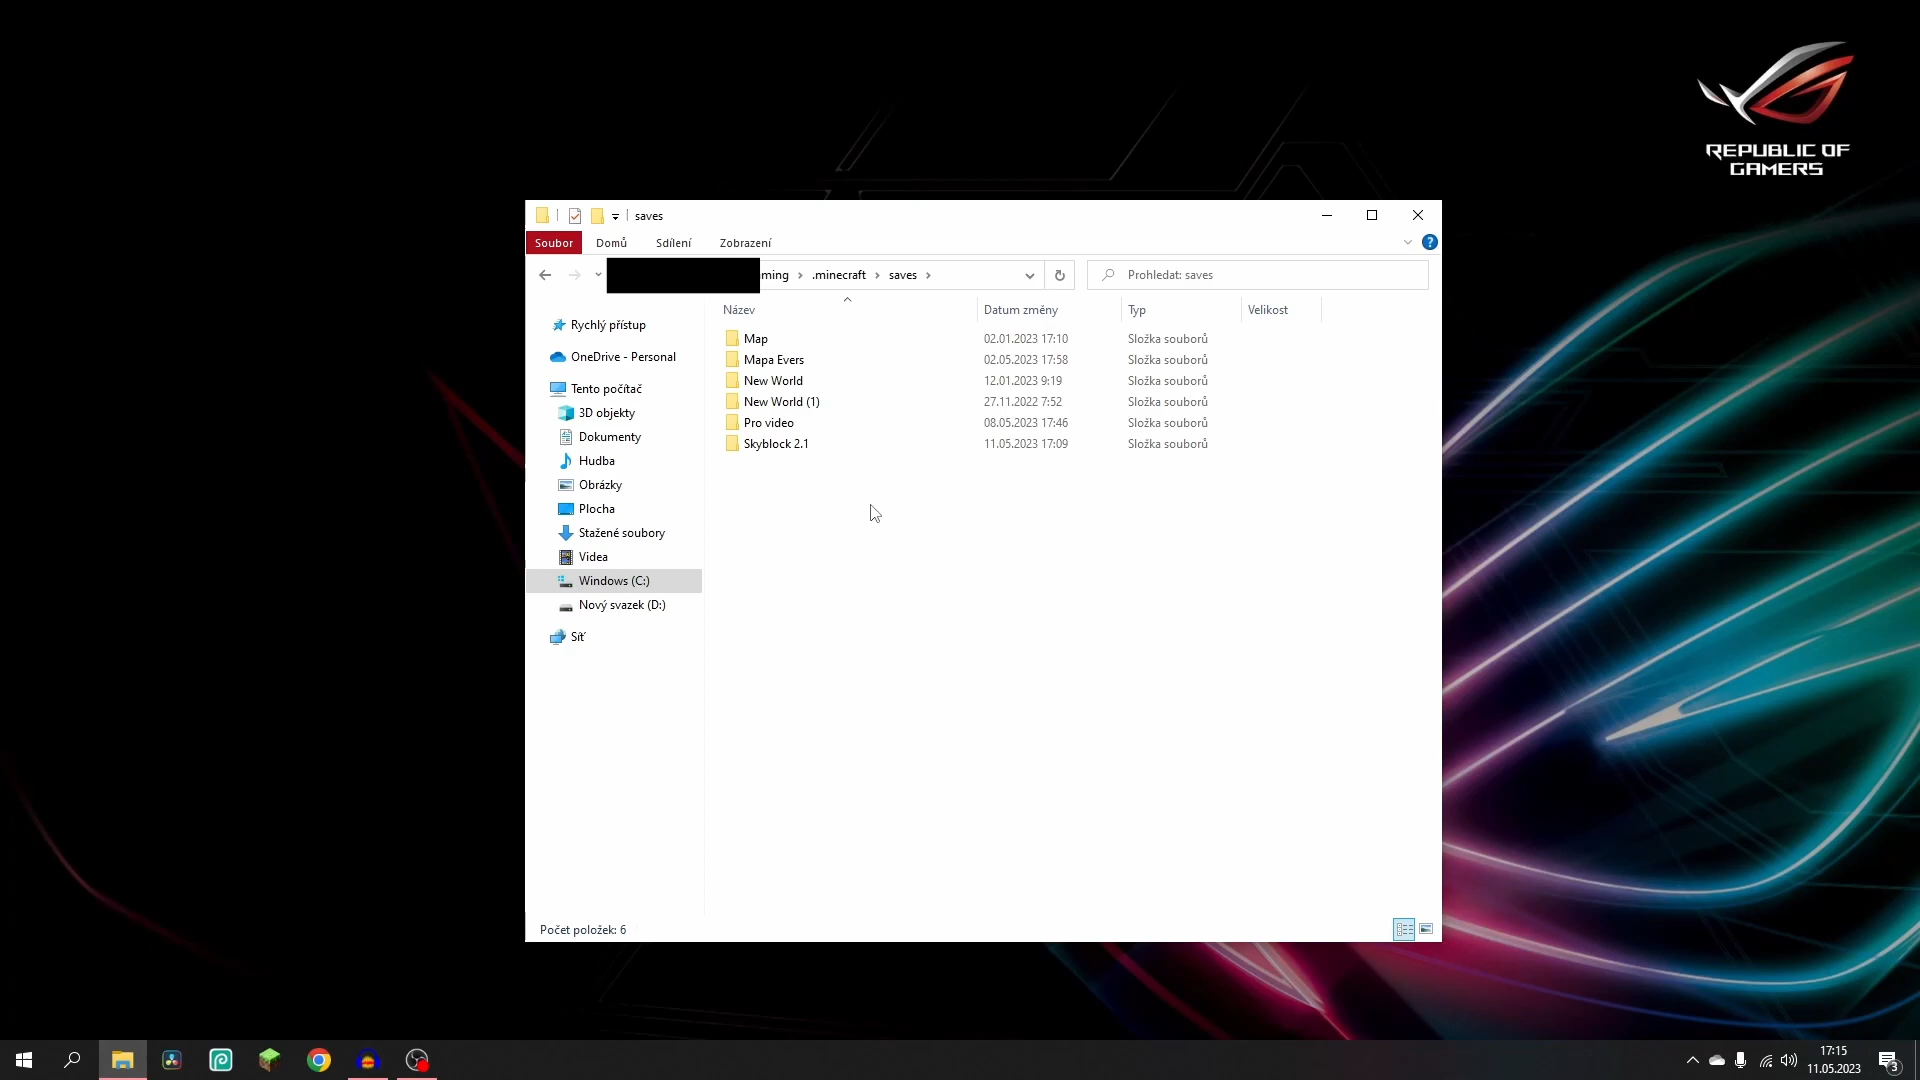 REPUBLIC OF
GAMERS
saves
Soubor
Domů
Sdílení
Zobrazení
ming
.minecraft
saves
Prohledat: saves
Název
Datum změny
Typ
Velikost
Rychlý přístup
OneDrive - Personal
Tento počítač
3D objekty
Dokumenty
Hudba
Obrázky
Plocha
Stažené soubory
Videa
Windows (C:)
Nový svazek (D:)
Síť
Map 02.01.2023 17:10 Složka souborů
Mapa Evers 02.05.2023 17:58 Složka souborů
New World 12.01.2023 9:19 Složka souborů
New World (1) 27.11.2022 7:52 Složka souborů
Pro video 08.05.2023 17:46 Složka souborů
Skyblock 2.1 11.05.2023 17:09 Složka souborů
Počet položek: 6
17:15
11.05.2023
3